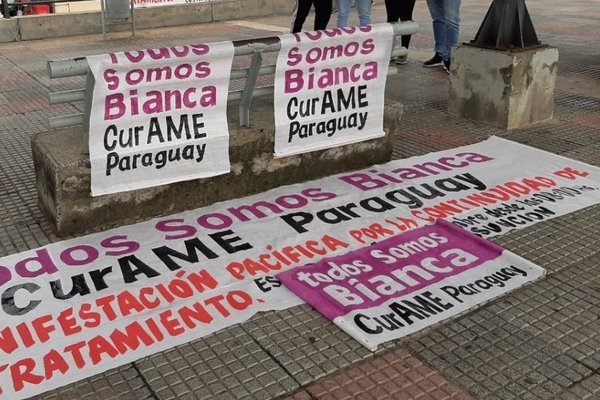 Todos
Somos
Bianca
CurAME
Paraguay
Todos
Somos
Bianca
CurAME
Paraguay
Todos Somos Bianca
CurAME Paraguay
MANIFESTACIÓN PACÍFICA POR LA CONTINUIDAD DE
TRATAMIENTO.
todos Somos
Bianca
CurAME Paraguay